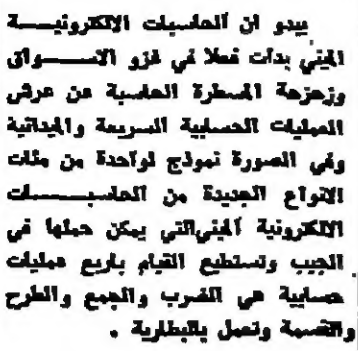 يبدو ان الحاسبات الالكترونيـــة
الميني بدأت فعلا في غزو الاســـواق
وزحزحة المسطرة الحاسبة عن عرش
العمليات الحسابية السريعة والميدانية
وفي الصورة نموذج لواحدة من مئات
الانواع الجديدة من الحاسبـــات
الالكترونية الميني التي يمكن حملها في
الجيب وتستطيع القيام باربع عمليات
حسابية هي الضرب والجمع والطرح
والقسمة وتعمل بالبطارية .